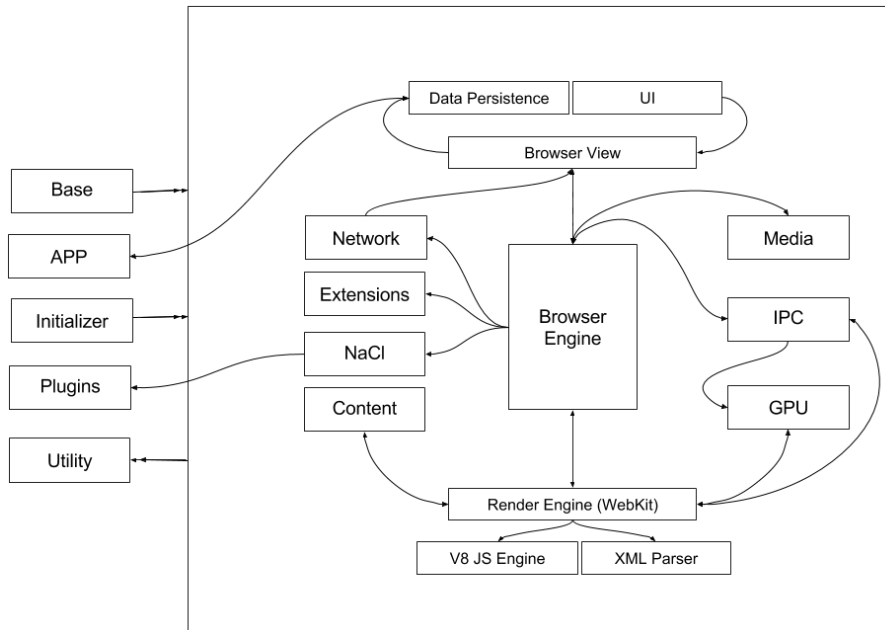 Data Persistence
UI
Browser View
Base
Network
Media
APP
Extensions
Browser
Engine
IPC
Initializer
NaCl
Plugins
Content
GPU
Utility
Render Engine (WebKit)
V8 JS Engine
XML Parser